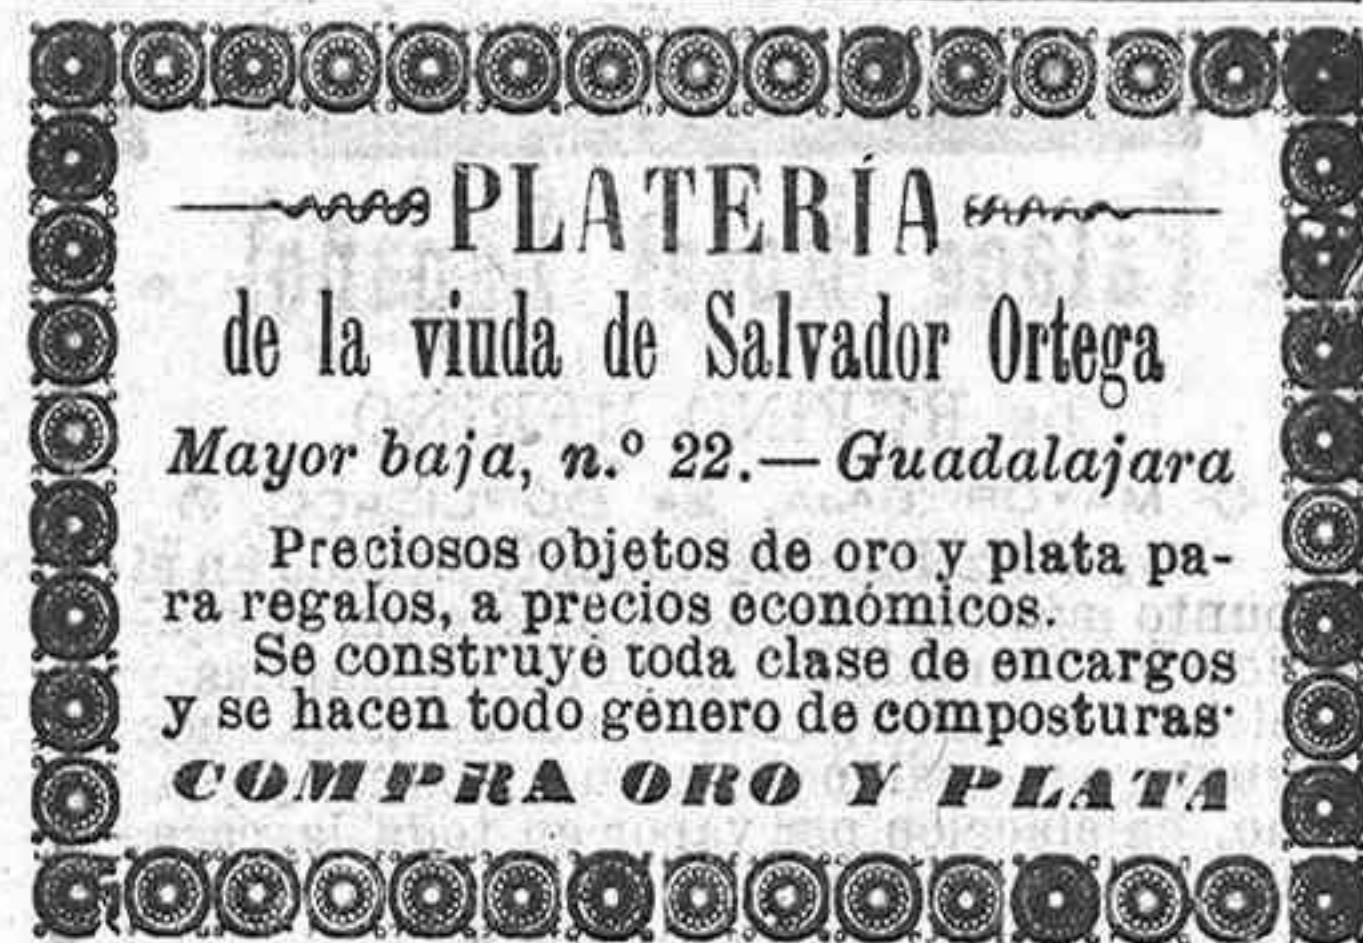 PLATERÍA
de la viuda de Salvador Ortega
Mayor baja, n.º 22.—Guadalajara
Preciosos objetos de oro y plata pa-
ra regalos, a precios económicos.
Se construye toda clase de encargos
y se hacen todo género de composturas.
COMPRA ORO Y PLATA